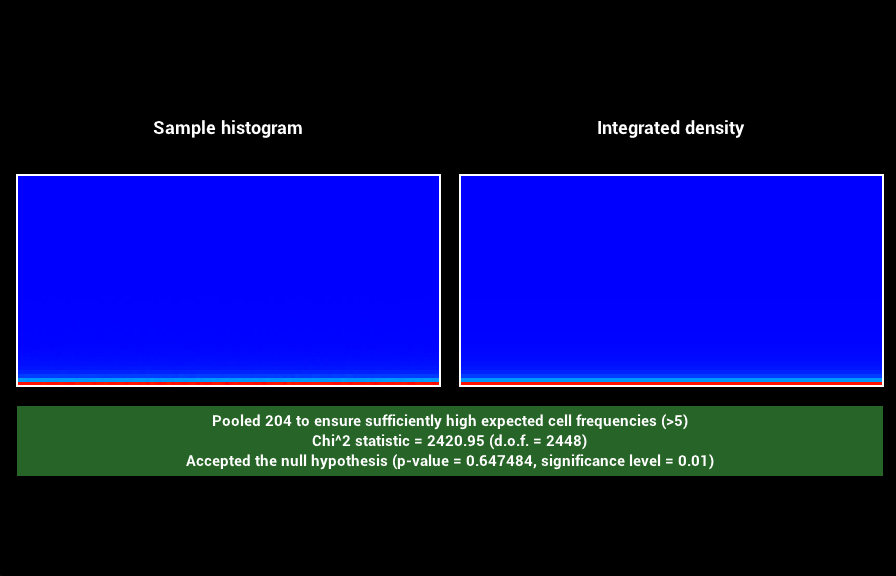 Sample histogram
Integrated density
Pooled 204 to ensure sufficiently high expected cell frequencies (>5)
Chi^2 statistic = 2420.95 (d.o.f. = 2448)
Accepted the null hypothesis (p-value = 0.647484, significance level = 0.01)